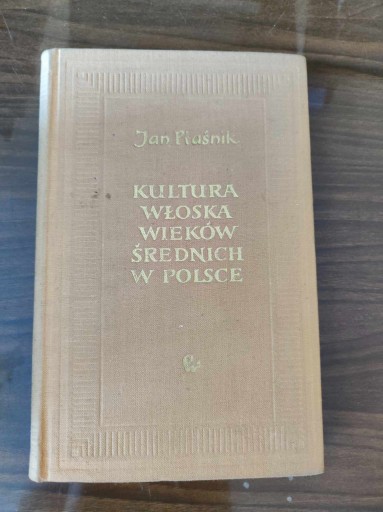 Jan Ptaśnik
KULTURA
WŁOSKA
WIEKÓW
ŚREDNICH
W POLSCE